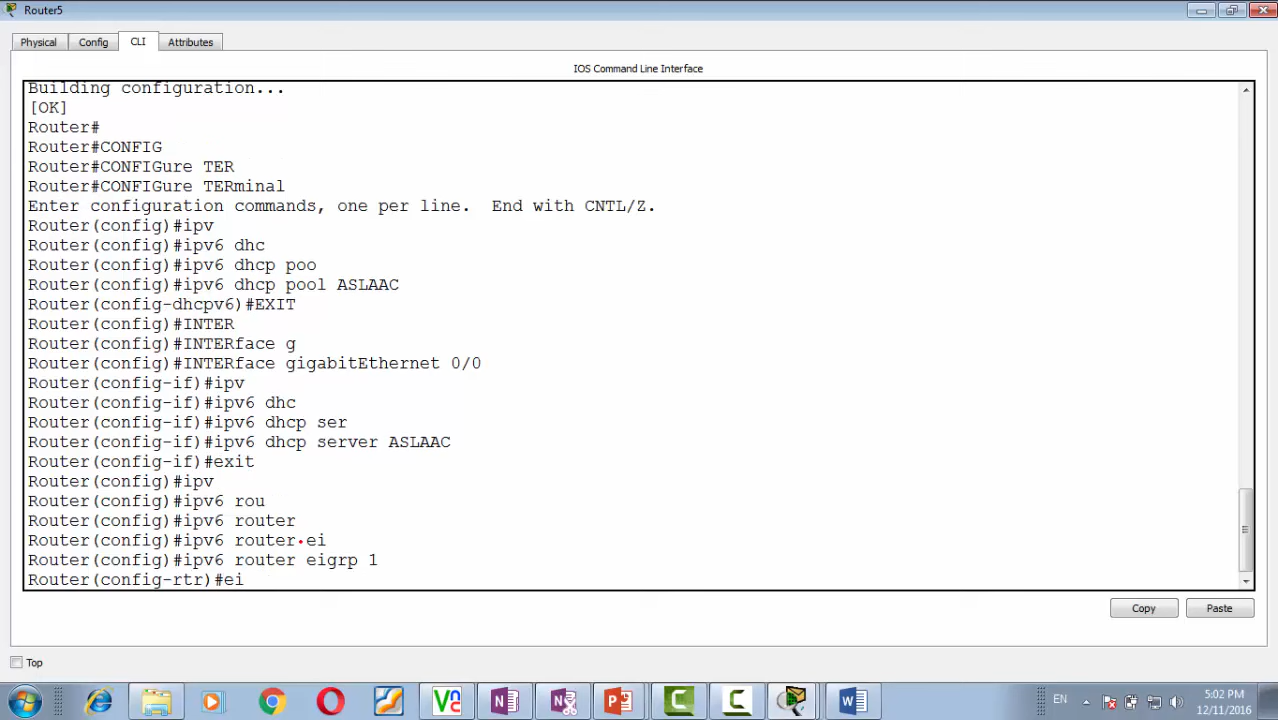 Router5
Physical Config CLI Attributes
IOS Command Line Interface
Building configuration...
[OK]
Router#
Router#CONFIG
Router#CONFIGure TER
Router#CONFIGure TERminal
Enter configuration commands, one per line.  End with CNTL/Z.
Router(config)#ipv
Router(config)#ipv6 dhc
Router(config)#ipv6 dhcp poo
Router(config)#ipv6 dhcp pool ASLAAC
Router(config-dhcpv6)#EXIT
Router(config)#INTER
Router(config)#INTERface g
Router(config)#INTERface gigabitEthernet 0/0
Router(config-if)#ipv
Router(config-if)#ipv6 dhc
Router(config-if)#ipv6 dhcp ser
Router(config-if)#ipv6 dhcp server ASLAAC
Router(config-if)#exit
Router(config)#ipv
Router(config)#ipv6 rou
Router(config)#ipv6 router
Router(config)#ipv6 router ei
Router(config)#ipv6 router eigrp 1
Router(config-rtr)#ei
Copy Paste
Top
EN
5:02 PM
12/11/2016